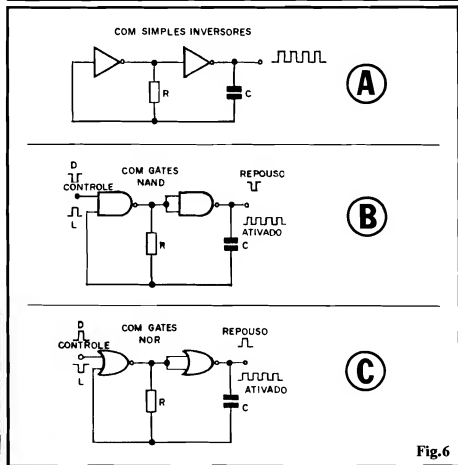 COM SIMPLES INVERSORES
R
C
A
D
CONTROLE
L
COM GATES
NAND
REPOUSO
ATIVADO
R
C
B
D
CONTROLE
L
COM GATES
NOR
REPOUSO
ATIVADO
R
C
C
Fig.6